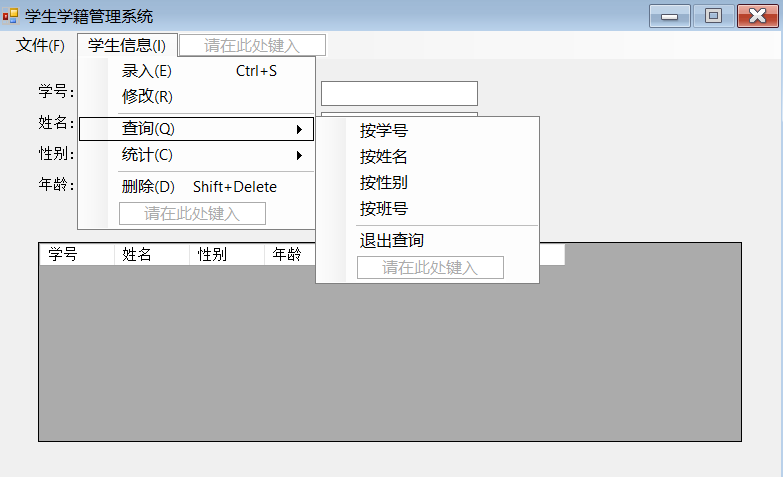 学生学籍管理系统
文件(F) 学生信息(I) 请在此处键入
录入(E) Ctrl+S
学号：
修改(R)
姓名：
查询(Q)
按学号
性别：
统计(C)
按姓名
年龄：
删除(D) Shift+Delete
按性别
请在此处键入
按班号
退出查询
学号 姓名 性别 年龄
请在此处键入